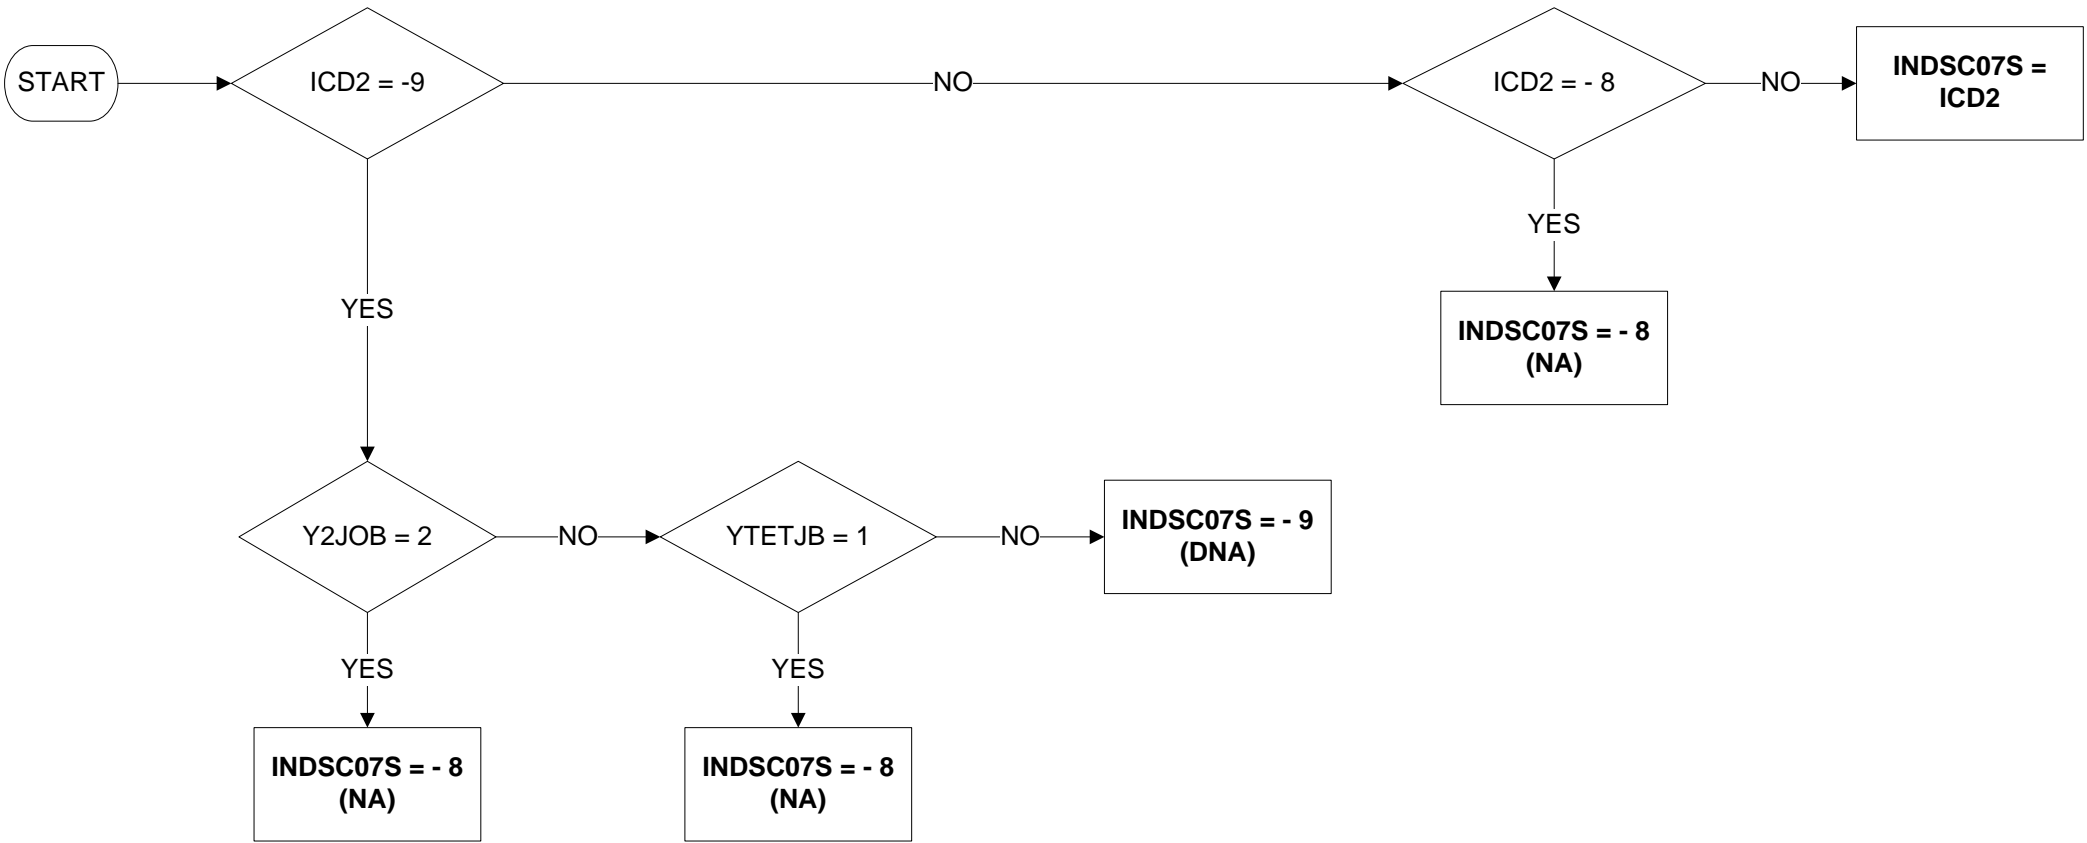 START
ICD2 = -9
NO
ICD2 = - 8
NO
INDSC07S =
ICD2
YES
INDSC07S = - 8
(NA)
YES
Y2JOB = 2
NO
YTETJB = 1
NO
INDSC07S = - 9
(DNA)
YES
YES
INDSC07S = - 8
(NA)
INDSC07S = - 8
(NA)